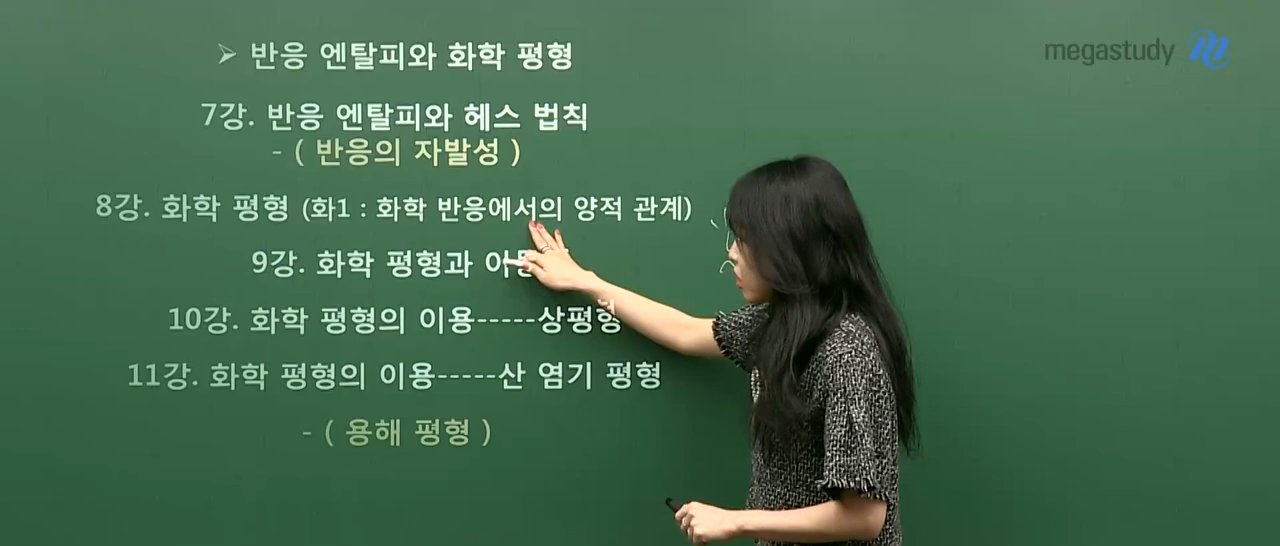 ➢ 반응 엔탈피와 화학 평형
megastudy
7강. 반응 엔탈피와 헤스 법칙
- ( 반응의 자발성 )
8강. 화학 평형 (화1 : 화학 반응에서의 양적 관계)
9강. 화학 평형과
10강. 화학 평형의 이용-----상평형
11강. 화학 평형의 이용-----산 염기 평형
- ( 용해 평형 )